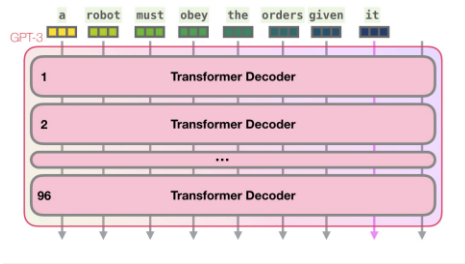 a robot must obey the orders given it
GPT-3
1 Transformer Decoder
2 Transformer Decoder
...
96 Transformer Decoder